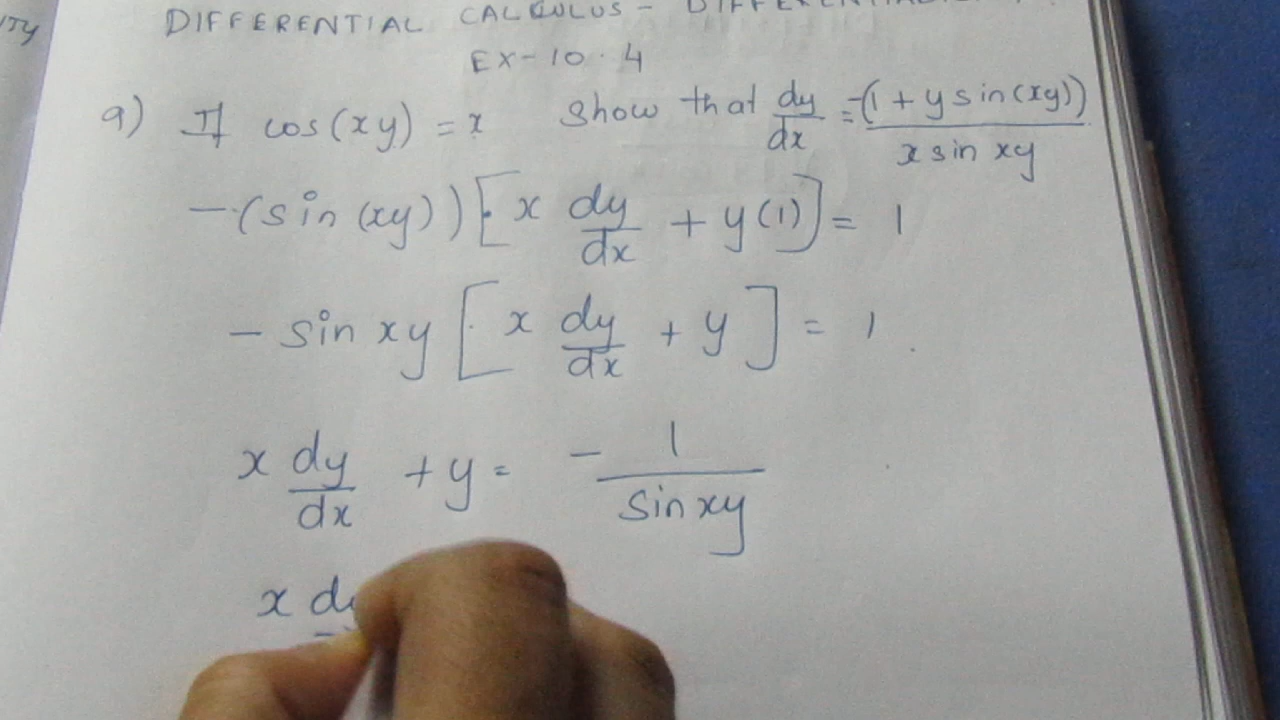 DIFFERENTIAL CALCULUS -
EX-10.4
9) If cos(xy) = x show that dy/dx = -(1 + y sin(xy))/x sin xy
-(sin (xy)) [x dy/dx + y(1)] = 1
- sin xy [x dy/dx + y] = 1
x dy/dx + y = - 1/sin xy
x